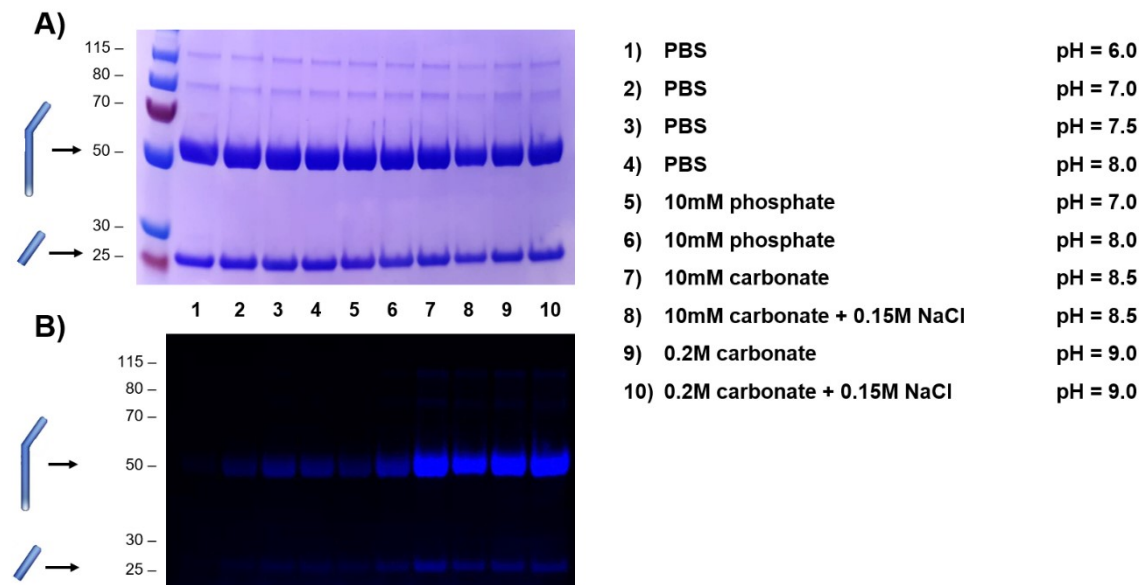 A)
115 –
80 –
70 –
50 –
30 –
25 –
1 2 3 4 5 6 7 8 9 10
B)
115 –
80 –
70 –
50 –
30 –
25 –
1) PBS pH = 6.0
2) PBS pH = 7.0
3) PBS pH = 7.5
4) PBS pH = 8.0
5) 10mM phosphate pH = 7.0
6) 10mM phosphate pH = 8.0
7) 10mM carbonate pH = 8.5
8) 10mM carbonate + 0.15M NaCl pH = 8.5
9) 0.2M carbonate pH = 9.0
10) 0.2M carbonate + 0.15M NaCl pH = 9.0